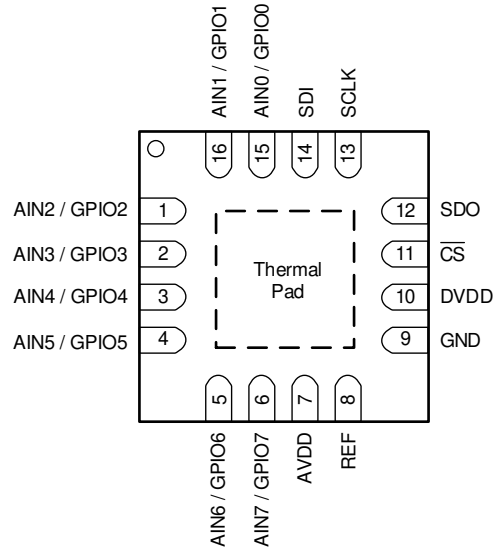 AIN1 / GPIO1
AIN0 / GPIO0
SDI
SCLK
16
15
14
13
AIN2 / GPIO2
1
12
SDO
AIN3 / GPIO3
2
11
C̅S̅
AIN4 / GPIO4
3
10
DVDD
AIN5 / GPIO5
4
9
GND
Thermal
Pad
5
6
7
8
AIN6 / GPIO6
AIN7 / GPIO7
AVDD
REF